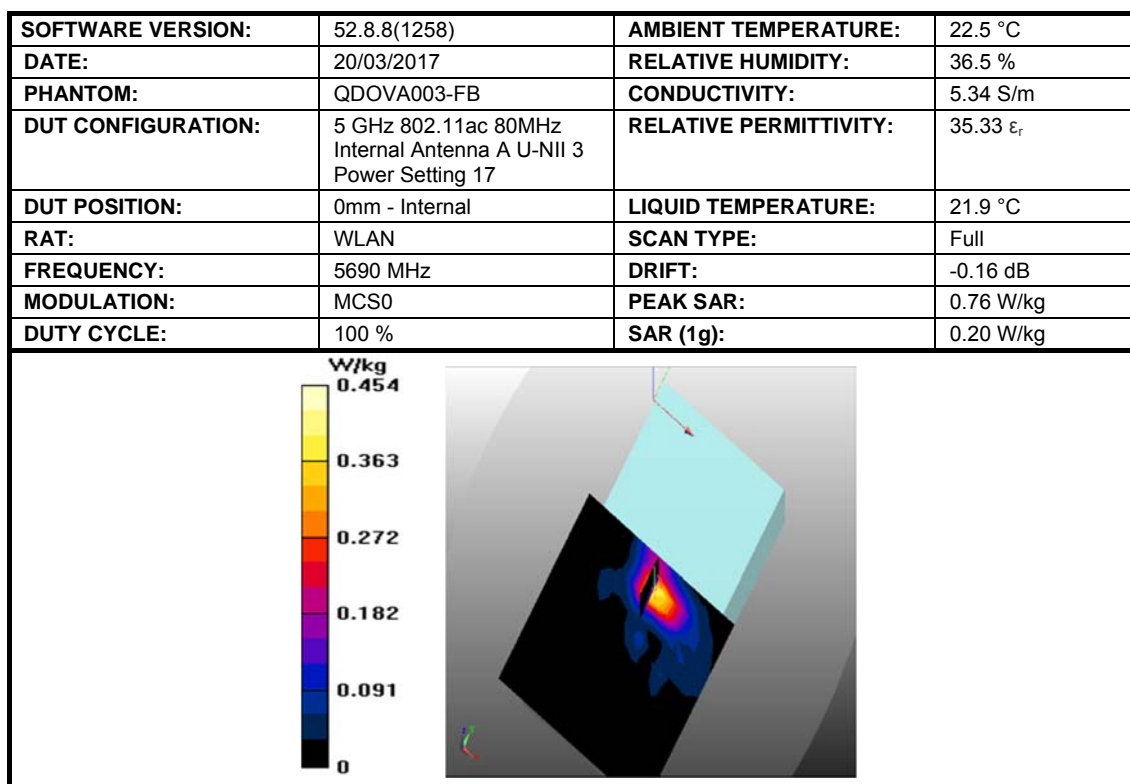 SOFTWARE VERSION: 52.8.8(1258) AMBIENT TEMPERATURE: 22.5 °C
DATE: 20/03/2017 RELATIVE HUMIDITY: 36.5 %
PHANTOM: QDOVA003-FB CONDUCTIVITY: 5.34 S/m
DUT CONFIGURATION: 5 GHz 802.11ac 80MHz RELATIVE PERMITTIVITY: 35.33 εr
Internal Antenna A U-NII 3
Power Setting 17
DUT POSITION: 0mm - Internal LIQUID TEMPERATURE: 21.9 °C
RAT: WLAN SCAN TYPE: Full
FREQUENCY: 5690 MHz DRIFT: -0.16 dB
MODULATION: MCS0 PEAK SAR: 0.76 W/kg
DUTY CYCLE: 100 % SAR (1g): 0.20 W/kg
W/kg
0.454
0.363
0.272
0.182
0.091
0